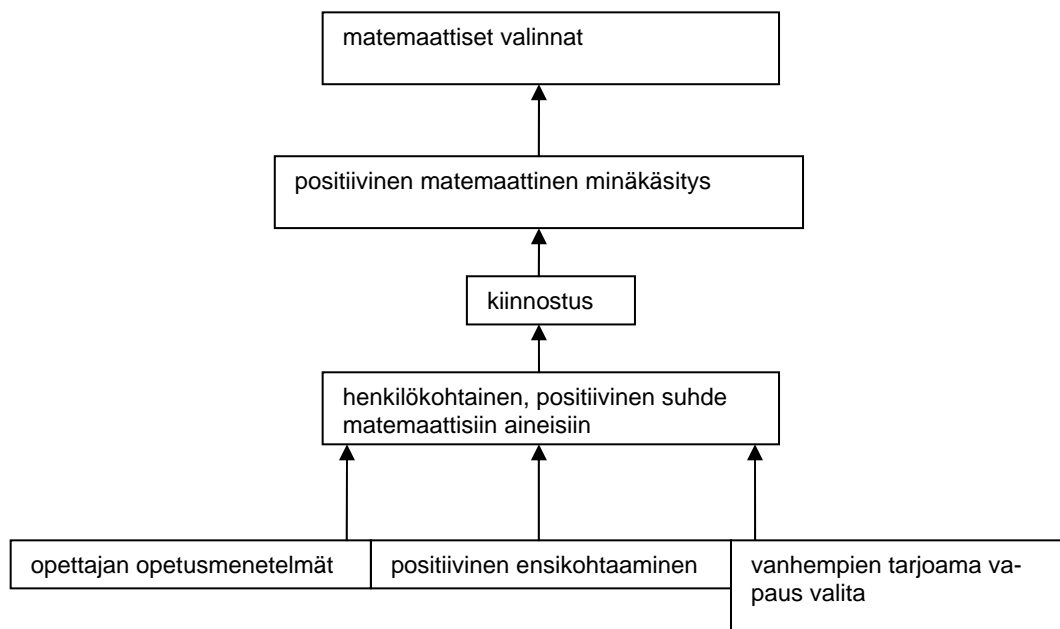 matemaattiset valinnat
positiivinen matemaattinen minäkäsitys
kiinnostus
henkilökohtainen, positiivinen suhde
matemaattisiin aineisiin
opettajan opetusmenetelmät
positiivinen ensikohtaaminen
vanhempien tarjoama va-
paus valita